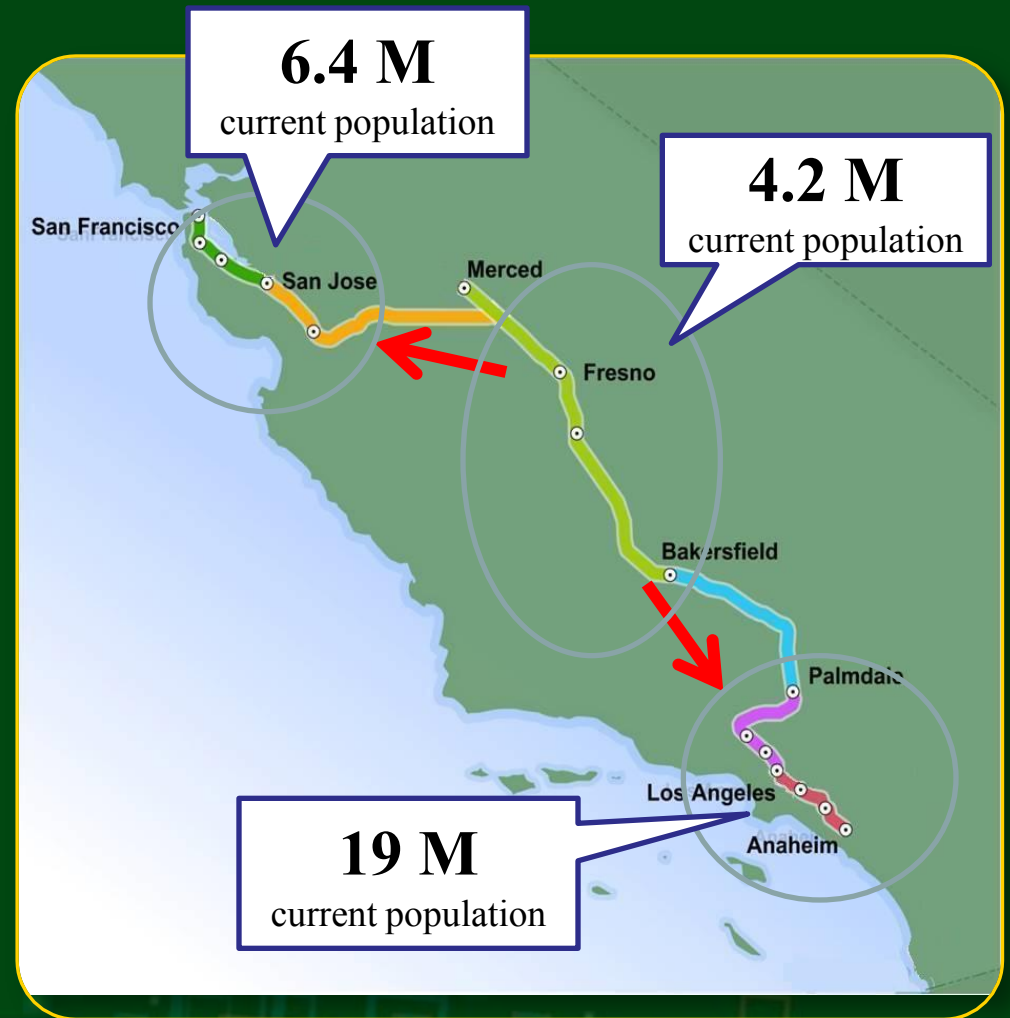 6.4 M
current population
4.2 M
current population
San Francisco
San Jose
Merced
Fresno
Bakersfield
Palmdale
Los Angeles
Anaheim
19 M
current population